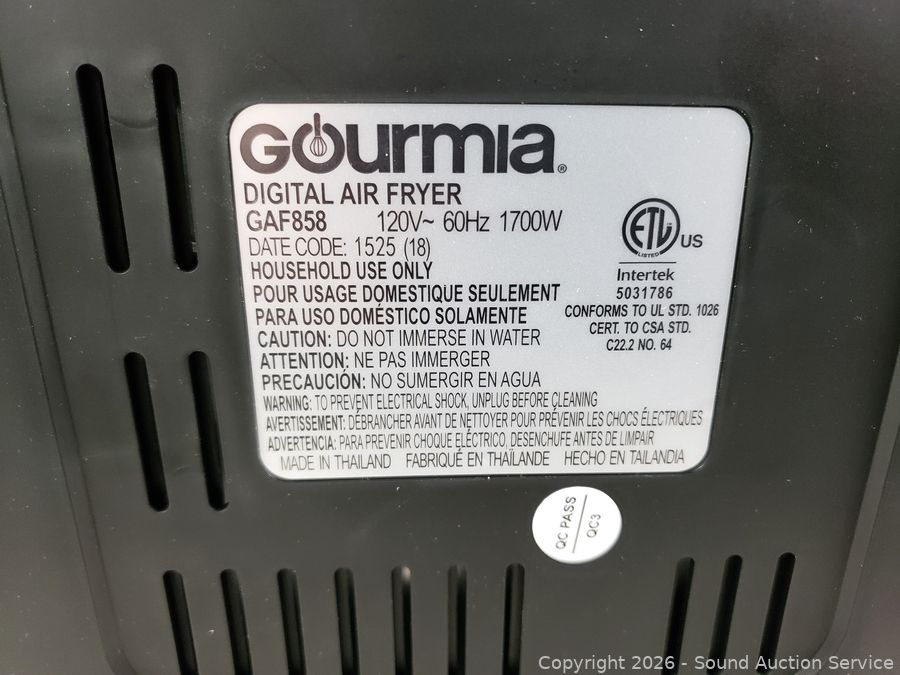 GOURMIA®
DIGITAL AIR FRYER
GAF858 120V~ 60Hz 1700W
DATE CODE: 1525 (18)
HOUSEHOLD USE ONLY
POUR USAGE DOMESTIQUE SEULEMENT
PARA USO DOMÉSTICO SOLAMENTE
CAUTION: DO NOT IMMERSE IN WATER
ATTENTION: NE PAS IMMERGER
PRECAUCIÓN: NO SUMERGIR EN AGUA
WARNING: TO PREVENT ELECTRICAL SHOCK, UNPLUG BEFORE CLEANING
AVERTISSEMENT: DÉBRANCHER AVANT DE NETTOYER POUR PRÉVENIR LES CHOCS ÉLECTRIQUES
ADVERTENCIA: PARA PREVENIR CHOQUE ELÉCTRICO, DESENCHUFE ANTES DE LIMPAIR
MADE IN THAILAND FABRIQUÉ EN THAÏLANDE HECHO EN TAILANDIA
ETL US
LISTED
Intertek
5031786
CONFORMS TO UL STD. 1026
CERT. TO CSA STD.
C22.2 NO. 64
QC PASS
QC3
Copyright 2026 - Sound Auction Service